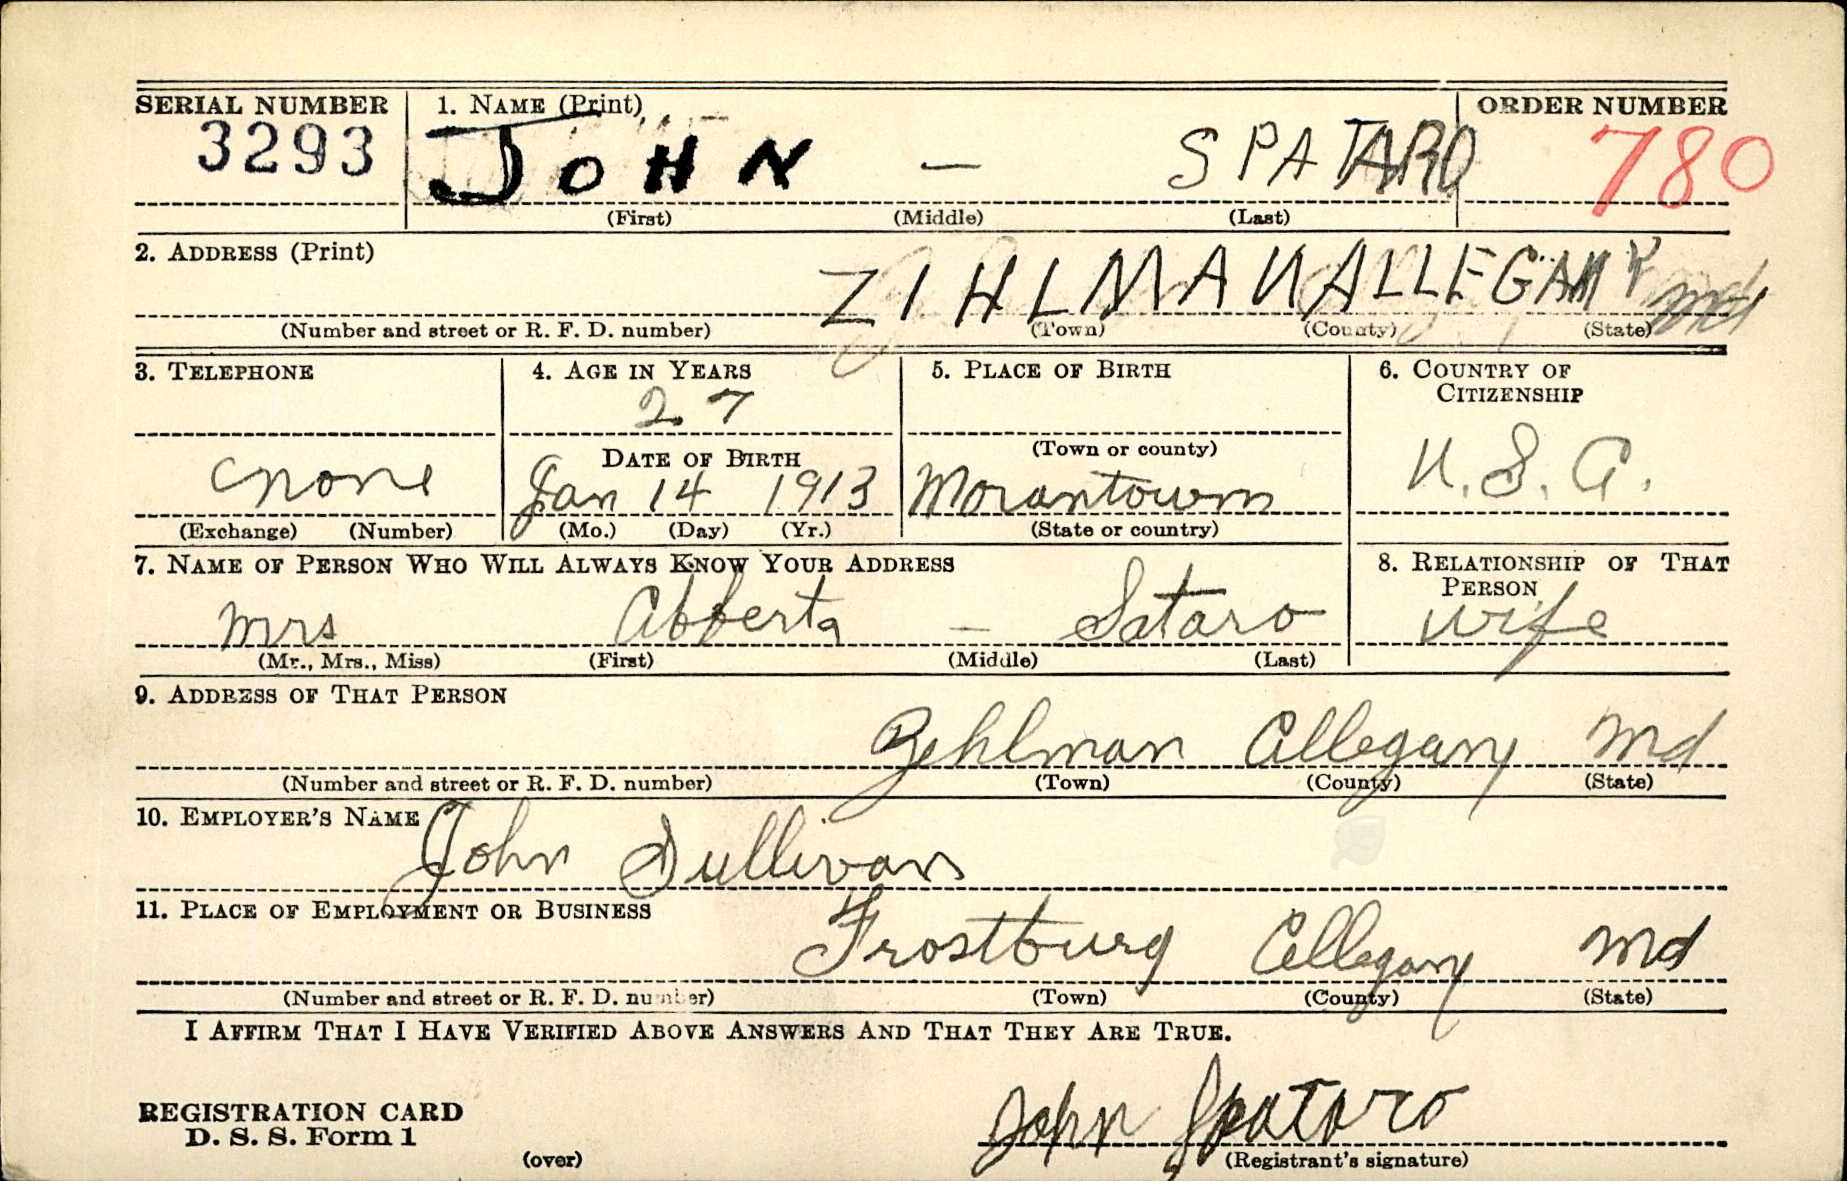 SERIAL NUMBER 1. NAME (Print) ORDER NUMBER
3293 JOHN — SPATARO 780
(First) (Middle) (Last)
2. ADDRESS (Print)
ZIHLMAN ALLEGANY Md
(Number and street or R. F. D. number) (Town) (County) (State)
3. TELEPHONE 4. AGE IN YEARS 5. PLACE OF BIRTH 6. COUNTRY OF
CITIZENSHIP
27
DATE OF BIRTH (Town or county)
none Jan 14 1913 Morantown U.S.A.
(Exchange) (Number) (Mo.) (Day) (Yr.) (State or country)
7. NAME OF PERSON WHO WILL ALWAYS KNOW YOUR ADDRESS 8. RELATIONSHIP OF THAT
PERSON
Mrs — Sataro wife
(Mr., Mrs., Miss) (First) (Middle) (Last)
9. ADDRESS OF THAT PERSON
Zehlman Allegany Md
(Number and street or R. F. D. number) (Town) (County) (State)
10. EMPLOYER'S NAME
John Sullivan
11. PLACE OF EMPLOYMENT OR BUSINESS
Frostburg Allegany Md
(Number and street or R. F. D. number) (Town) (County) (State)
I AFFIRM THAT I HAVE VERIFIED ABOVE ANSWERS AND THAT THEY ARE TRUE.
REGISTRATION CARD
D. S. S. Form 1 John Spataro
(over) (Registrant's signature)